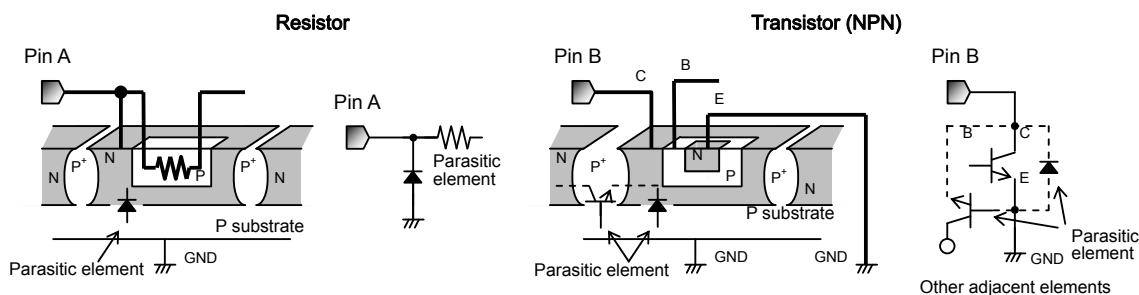 Resistor
Transistor (NPN)
Pin A
N
N
P+
P
P+
N
P substrate
Parasitic element
GND
Pin A
Parasitic
element
Pin B
C
B
E
N
P+
N
N
P
P+
N
P substrate
Parasitic element
GND
GND
Pin B
B
C
E
Parasitic
element
GND
Other adjacent elements